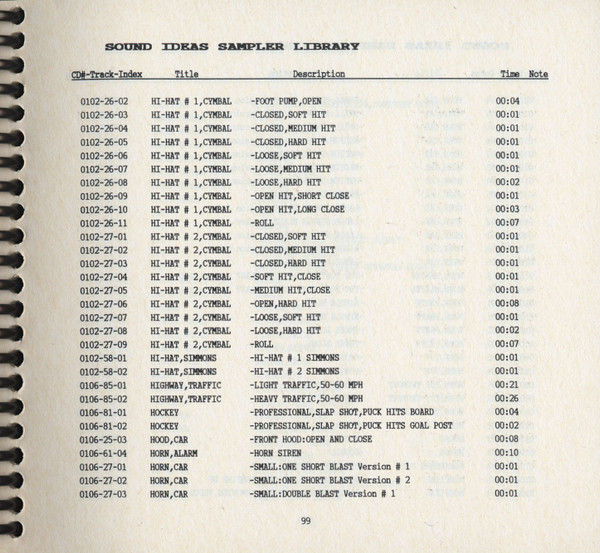 SOUND IDEAS SAMPLER LIBRARY
CD#-Track-Index Title Description Time Note
0102-26-02 HI-HAT # 1,CYMBAL -FOOT PUMP,OPEN 00:04
0102-26-03 HI-HAT # 1,CYMBAL -CLOSED,SOFT HIT 00:01
0102-26-04 HI-HAT # 1,CYMBAL -CLOSED,MEDIUM HIT 00:01
0102-26-05 HI-HAT # 1,CYMBAL -CLOSED,HARD HIT 00:01
0102-26-06 HI-HAT # 1,CYMBAL -LOOSE,SOFT HIT 00:01
0102-26-07 HI-HAT # 1,CYMBAL -LOOSE,MEDIUM HIT 00:01
0102-26-08 HI-HAT # 1,CYMBAL -LOOSE,HARD HIT 00:02
0102-26-09 HI-HAT # 1,CYMBAL -OPEN HIT,SHORT CLOSE 00:01
0102-26-10 HI-HAT # 1,CYMBAL -OPEN HIT,LONG CLOSE 00:03
0102-26-11 HI-HAT # 1,CYMBAL -ROLL 00:07
0102-27-01 HI-HAT # 2,CYMBAL -CLOSED,SOFT HIT 00:01
0102-27-02 HI-HAT # 2,CYMBAL -CLOSED,MEDIUM HIT 00:01
0102-27-03 HI-HAT # 2,CYMBAL -CLOSED,HARD HIT 00:01
0102-27-04 HI-HAT # 2,CYMBAL -SOFT HIT,CLOSE 00:01
0102-27-05 HI-HAT # 2,CYMBAL -MEDIUM HIT,CLOSE 00:01
0102-27-06 HI-HAT # 2,CYMBAL -OPEN,HARD HIT 00:08
0102-27-07 HI-HAT # 2,CYMBAL -LOOSE,SOFT HIT 00:01
0102-27-08 HI-HAT # 2,CYMBAL -LOOSE,HARD HIT 00:02
0102-27-09 HI-HAT # 2,CYMBAL -ROLL 00:07
0102-58-01 HI-HAT,SIMMONS -HI-HAT # 1 SIMMONS 00:01
0102-58-02 HI-HAT,SIMMONS -HI-HAT # 2 SIMMONS 00:01
0106-85-01 HIGHWAY,TRAFFIC -LIGHT TRAFFIC,50-60 MPH 00:21
0106-85-02 HIGHWAY,TRAFFIC -HEAVY TRAFFIC,50-60 MPH 00:26
0106-81-01 HOCKEY -PROFESSIONAL,SLAP SHOT,PUCK HITS BOARD 00:04
0106-81-02 HOCKEY -PROFESSIONAL,SLAP SHOT,PUCK HITS GOAL POST 00:02
0106-25-03 HOOD,CAR -FRONT HOOD:OPEN AND CLOSE 00:08
0106-61-04 HORN,ALARM -HORN SIREN 00:10
0106-27-01 HORN,CAR -SMALL:ONE SHORT BLAST Version # 1 00:01
0106-27-02 HORN,CAR -SMALL:ONE SHORT BLAST Version # 2 00:01
0106-27-03 HORN,CAR -SMALL:DOUBLE BLAST Version # 1 00:01
99